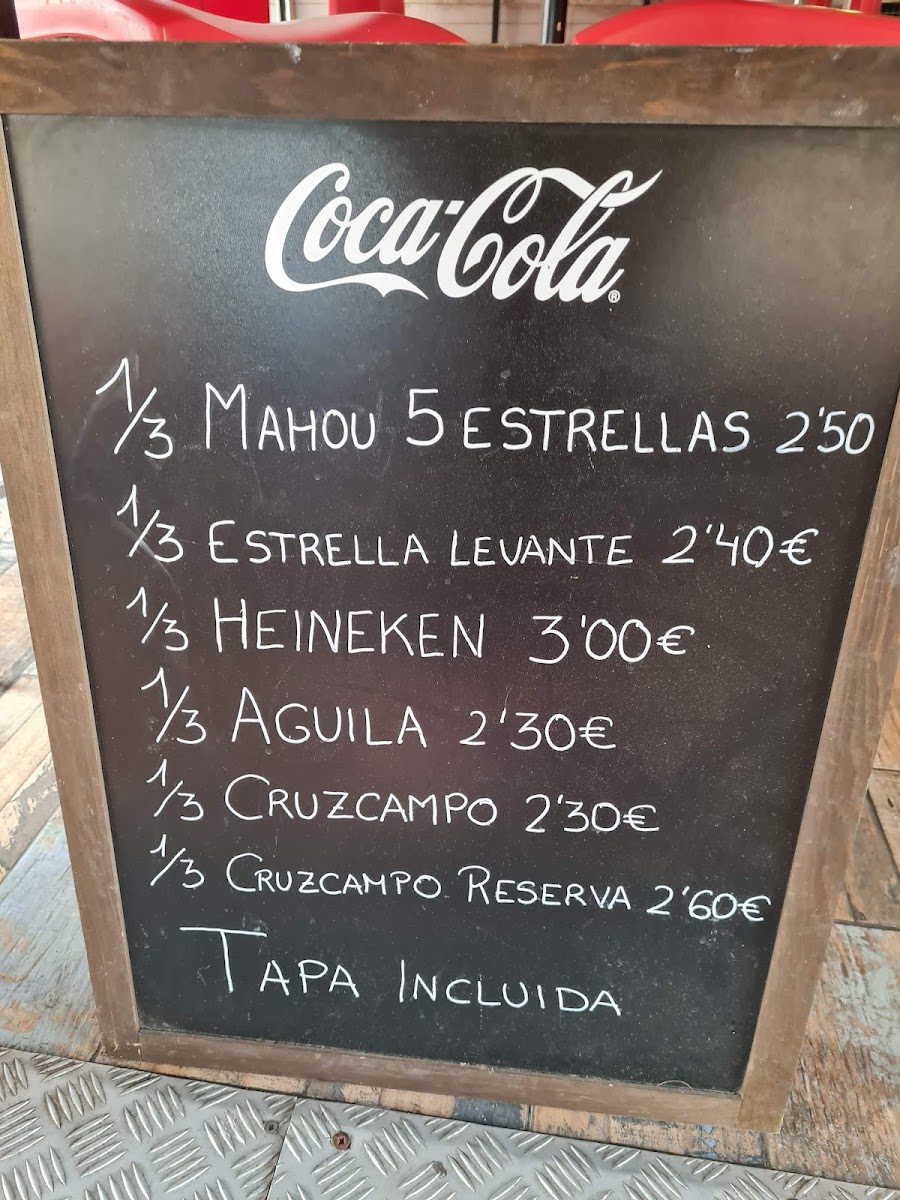 Coca-Cola®
1/3 MAHOU 5 ESTRELLAS 2'50
1/3 ESTRELLA LEVANTE 2'40€
1/3 HEINEKEN 3'00€
1/3 AGUILA 2'30€
1/3 CRUZCAMPO 2'30€
1/3 CRUZCAMPO RESERVA 2'60€
TAPA INCLUIDA